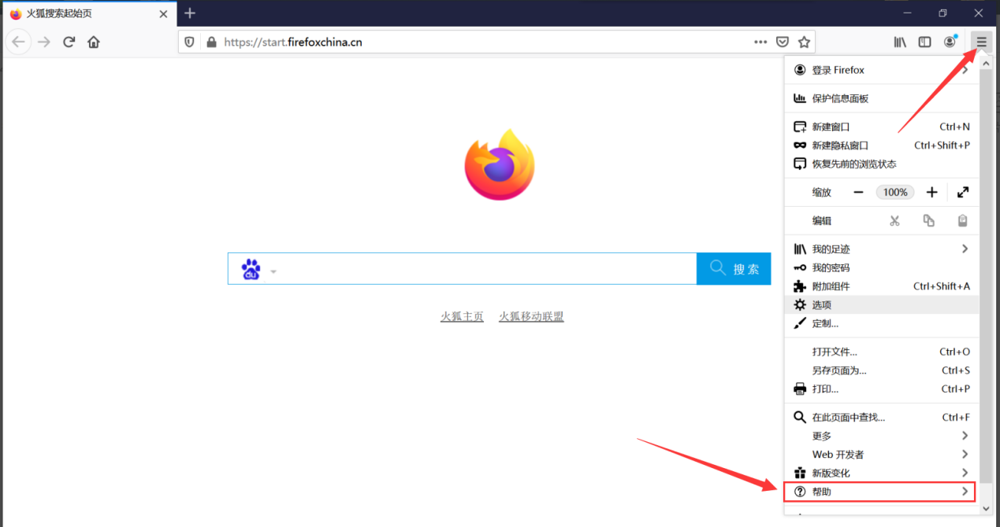 火狐搜索起始页
https://start.firefoxchina.cn
登录 Firefox
保护信息面板
新建窗口 Ctrl+N
新建隐私窗口 Ctrl+Shift+P
恢复先前的浏览状态
缩放 100%
编辑
我的足迹
我的密码
附加组件 Ctrl+Shift+A
选项
定制...
打开文件... Ctrl+O
另存页面为... Ctrl+S
打印... Ctrl+P
在此页面中查找... Ctrl+F
更多
Web 开发者
新版变化
帮助
du
搜索
火狐主页 火狐移动联盟